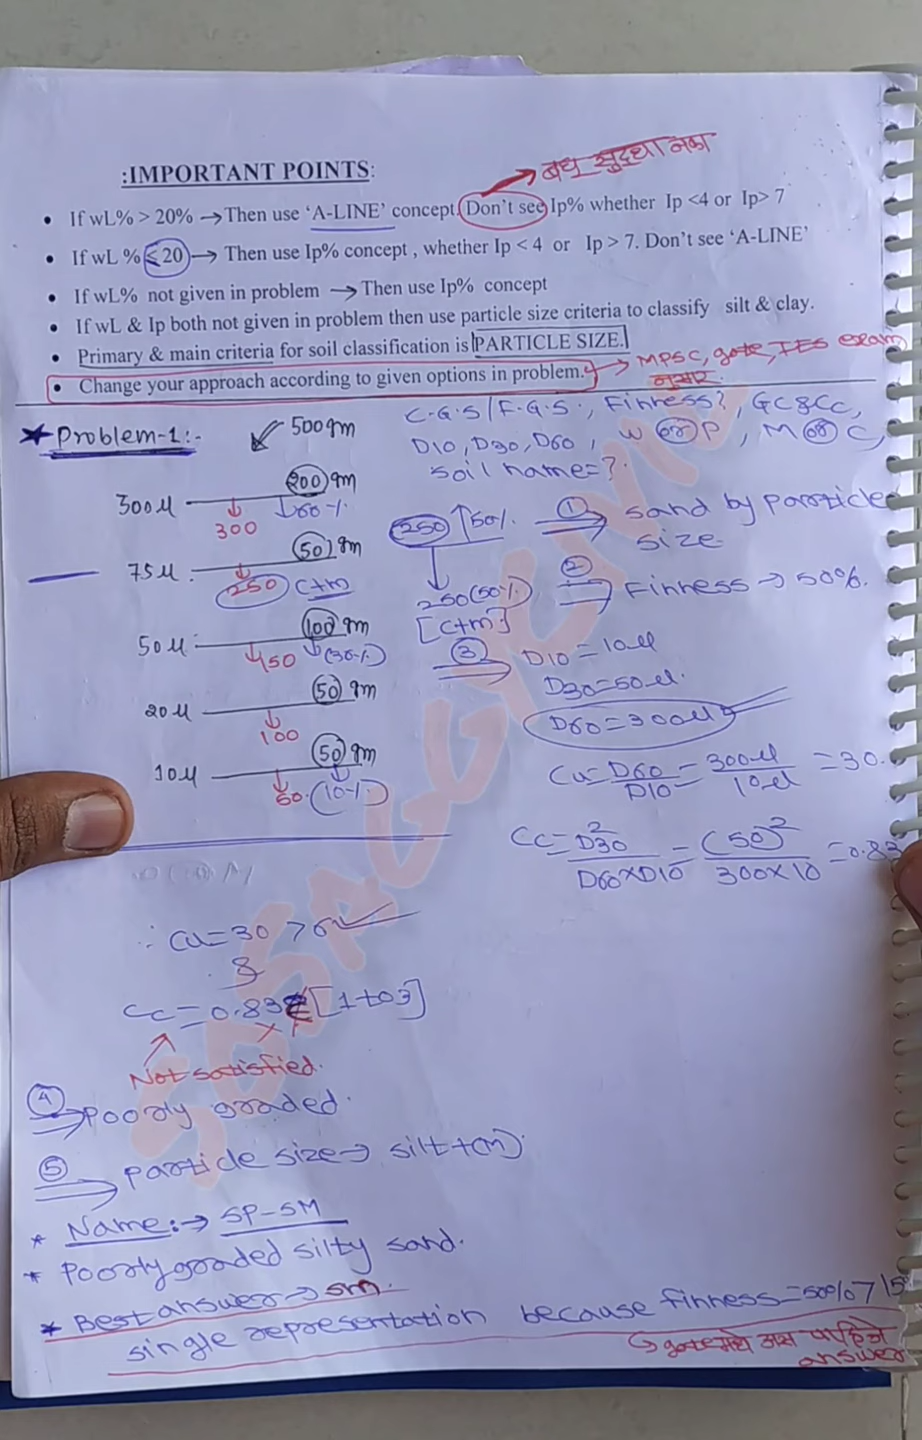 :IMPORTANT POINTS:
बघू सुद्धा नका
• If wL% > 20% → Then use 'A-LINE' concept. Don't see Ip% whether Ip <4 or Ip> 7
• If wL % ≤ 20 → Then use Ip% concept , whether Ip < 4 or Ip > 7. Don't see 'A-LINE'
• If wL% not given in problem → Then use Ip% concept
• If wL & Ip both not given in problem then use particle size criteria to classify silt & clay.
• Primary & main criteria for soil classification is PARTICLE SIZE.
• Change your approach according to given options in problem. → MPSC, gate, IES exam
नुसार.
* Problem-1:-
500gm
C.G.S/F.G.S., Finness?, GC&Cc,
D10, D30, D60, W or P, M or C,
soil name=?
300μ 200 gm
300 60%
75μ 50 gm
250 C+m
50μ 100 gm
150 (30%)
20μ 50 gm
100
10μ 50 gm
50 (10%)
250 ↑50% ① ⇒ sand by particle
size
250(50%) ② ⇒ Finness → 50%.
[C+m]
③ ⇒ D10 = 10μ
D30=50μ.
D60=300μ
Cu = D60/D10 = 300μ/10μ = 30.
Cc = D30²/D60×D10 = (50)²/300×10 = 0.83
∴ Cu = 30 > 6
&
Cc = 0.83 ∉ [1 to 3]
Not satisfied.
④ ⇒ Poorly graded.
⑤ ⇒ particle size → silt+(m)
* Name:→ SP-SM
* Poorly graded silty sand.
* Best answer → sm.
single representation because finness=50% > 15%
answer
SOSAGGKENVIL